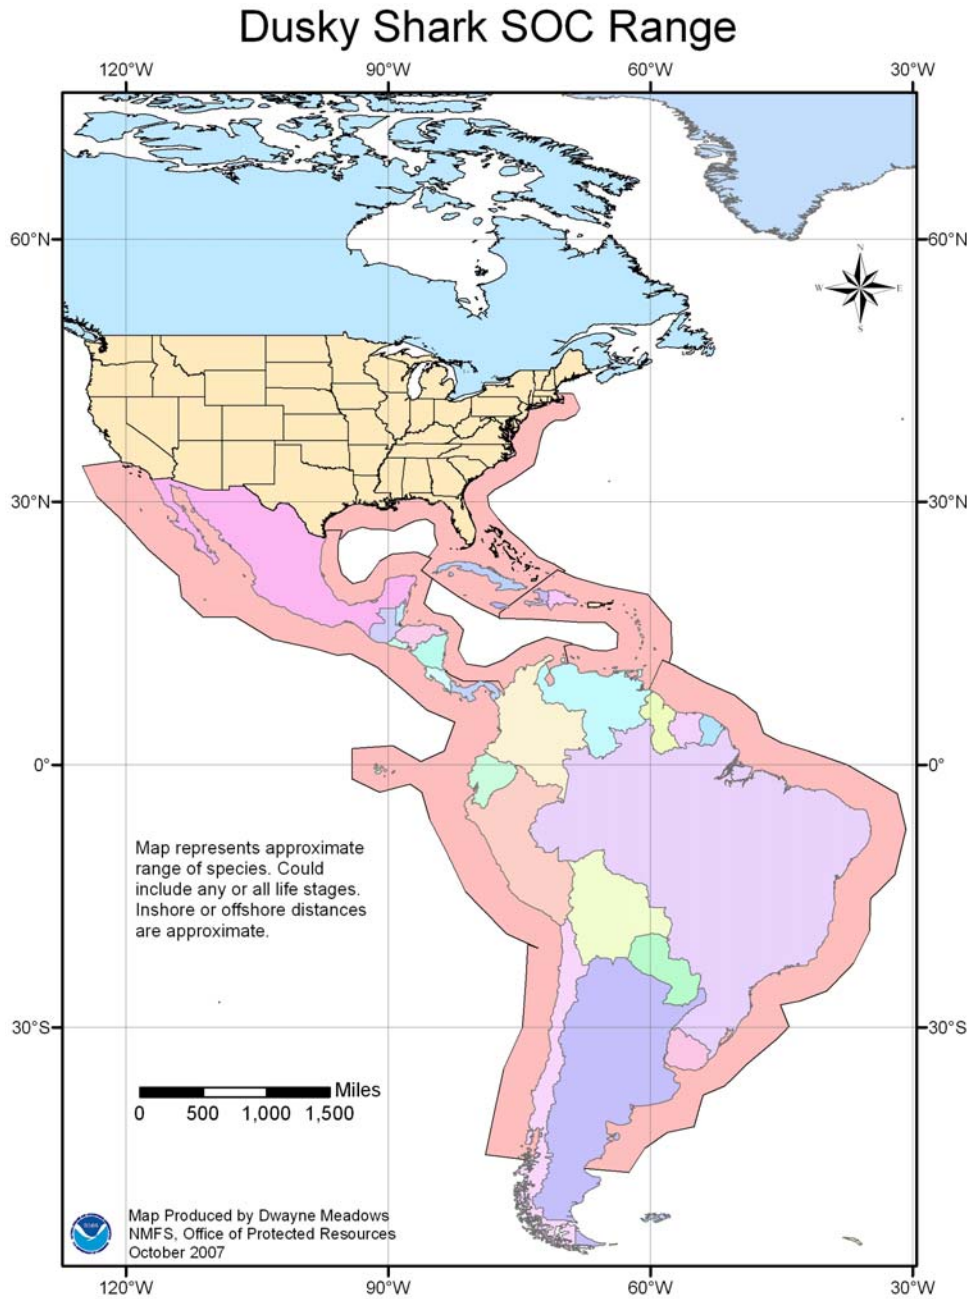 Dusky Shark SOC Range
120°W 90°W 60°W 30°W
60°N 60°N
N
W E
S
30°N 30°N
0° 0°
Map represents approximate
range of species. Could
include any or all life stages.
Inshore or offshore distances
are approximate.
30°S 30°S
Miles
0 500 1,000 1,500
Map Produced by Dwayne Meadows
NMFS, Office of Protected Resources
October 2007
120°W 90°W 60°W 30°W